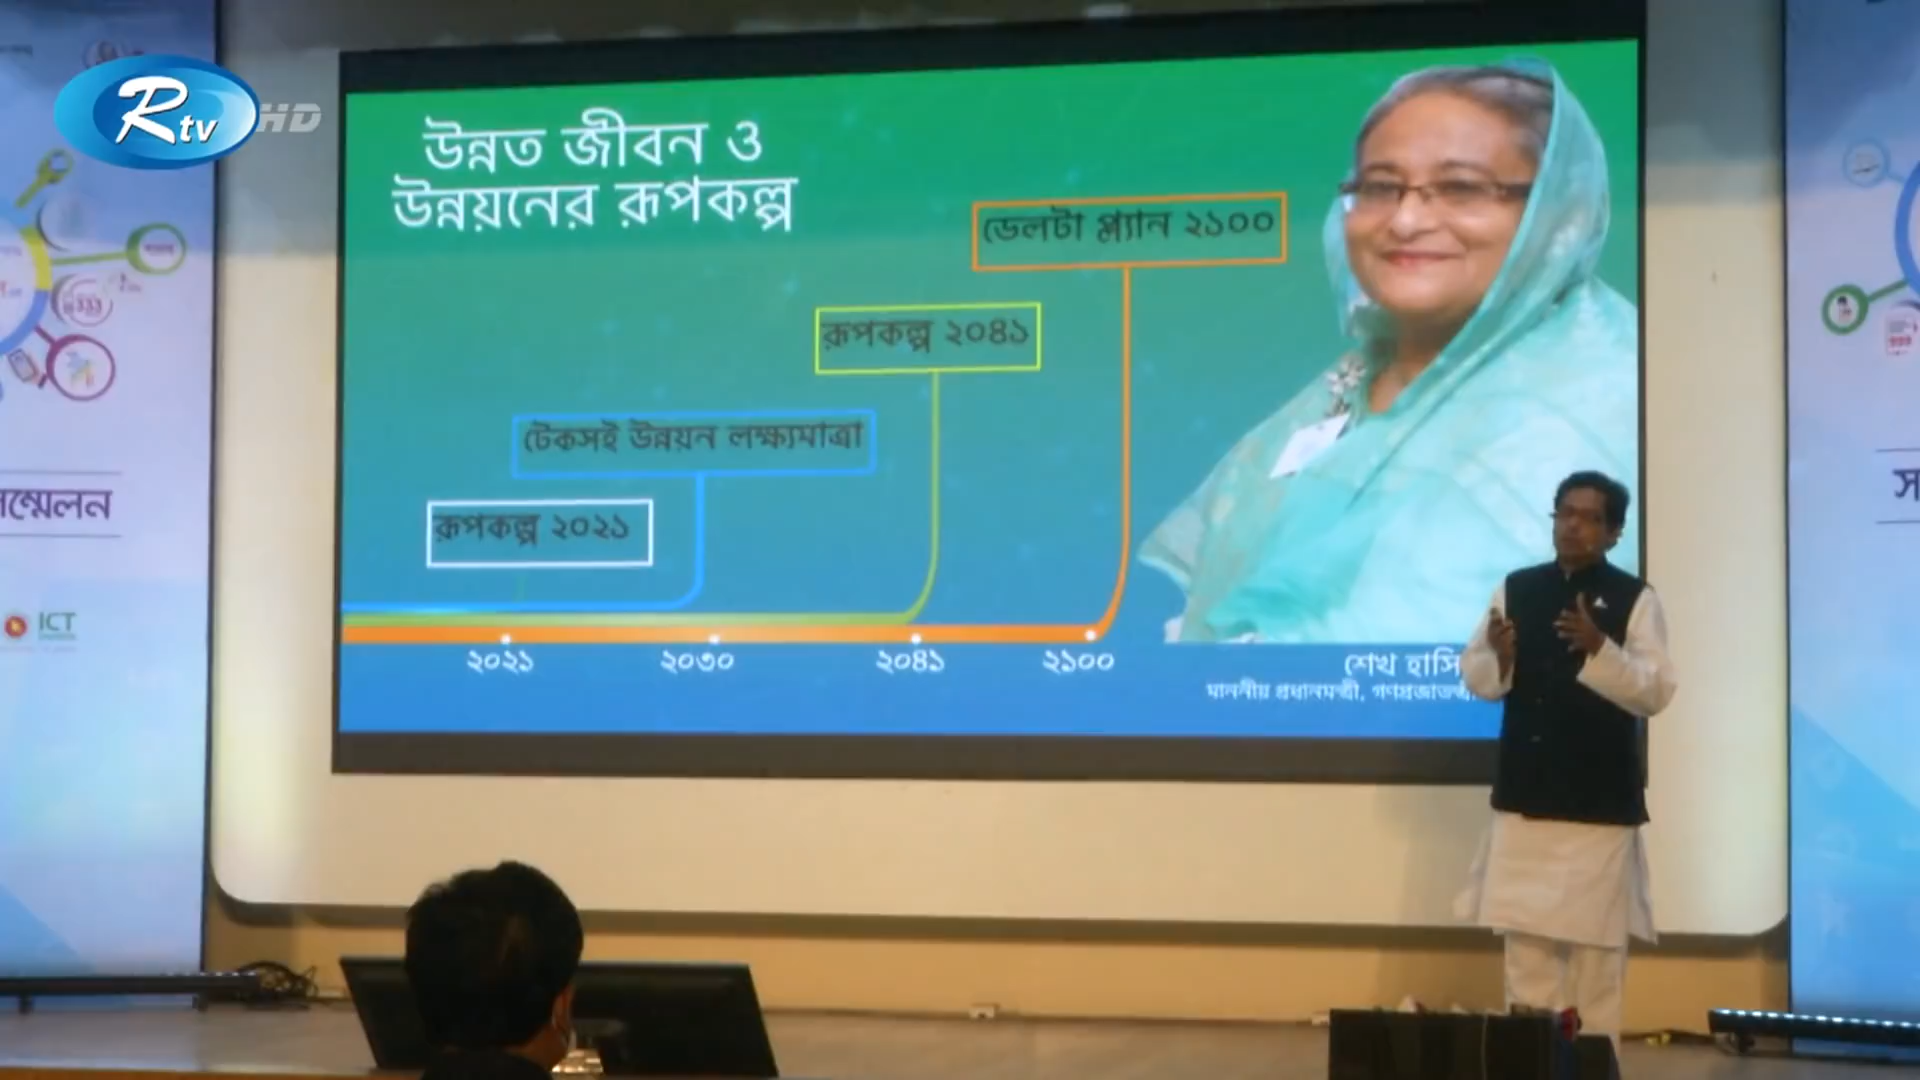 Rtv HD
উন্নত জীবন ও
উন্নয়নের রূপকল্প
ডেলটা প্ল্যান ২১০০
রূপকল্প ২০৪১
টেকসই উন্নয়ন লক্ষ্যমাত্রা
রূপকল্প ২০২১
২০২১ ২০৩০ ২০৪১ ২১০০
শেখ হাসি
মাননীয় প্রধানমন্ত্রী, গণপ্রজাতন্ত্রী
ম্মেলন
স
ICT
333